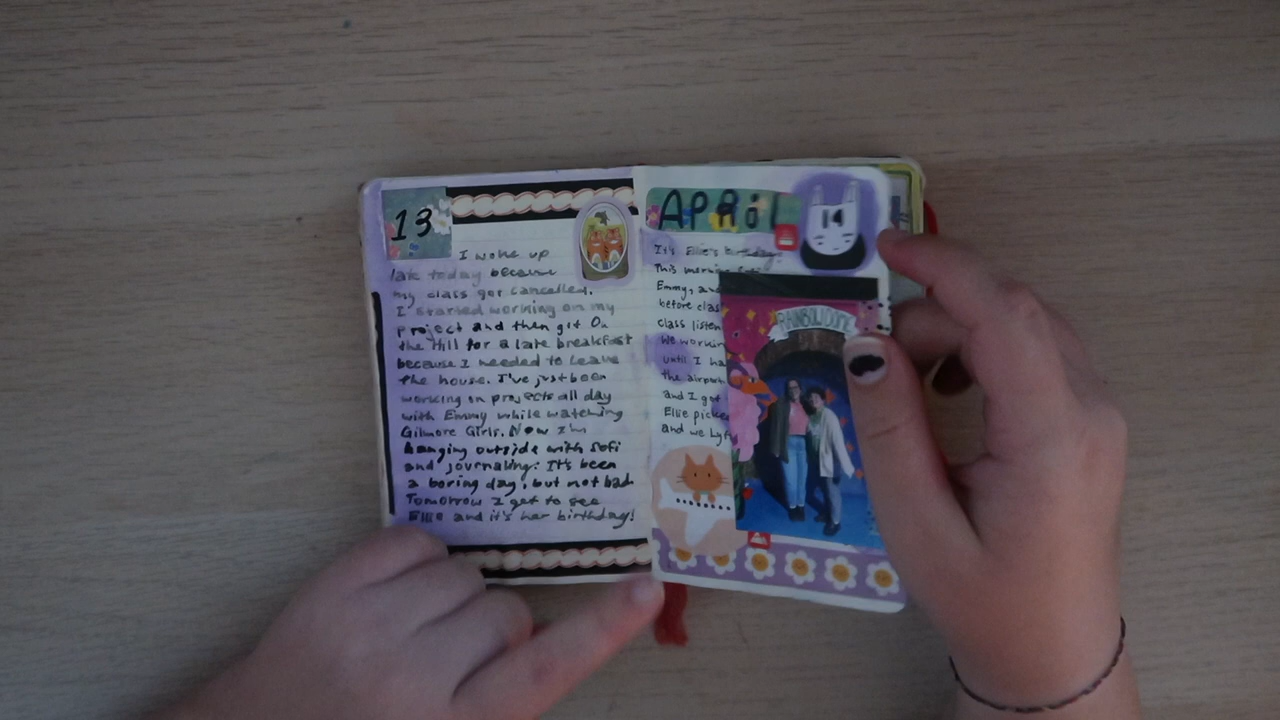 13
I woke up
late today because
my class got cancelled.
I started working on my
project and then got On
the Hill for a late breakfast
because I needed to leave
the house. I've just been
working on projects all day
with Emmy while watching
Gilmore Girls. Now I'm
hanging outside with Sofi
and journaling. It's been
a boring day, but not bad
Tomorrow I get to see
Ellie and it's her birthday!
APRil
14
It's Ellie's birthday.
This morning
Emmy, and
before clas
class listen
We workin
until I ha
the airport
and I got
Ellie picke
and we Lyf